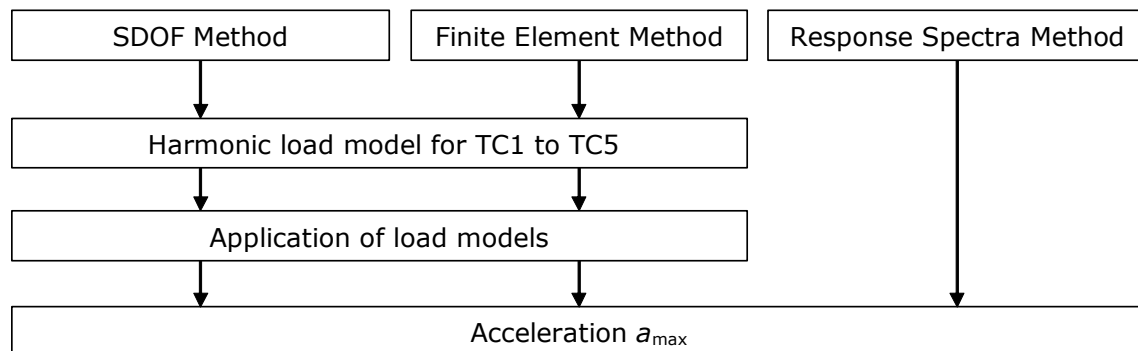 SDOF Method
Finite Element Method
Response Spectra Method
Harmonic load model for TC1 to TC5
Application of load models
Acceleration a_max